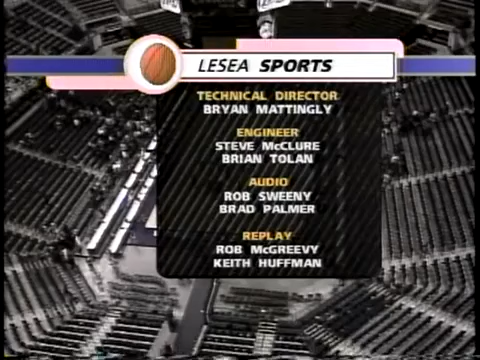 LESEA SPORTS
TECHNICAL DIRECTOR
BRYAN MATTINGLY
ENGINEER
STEVE McCLURE
BRIAN TOLAN
AUDIO
ROB SWEENY
BRAD PALMER
REPLAY
ROB McGREEVY
KEITH HUFFMAN